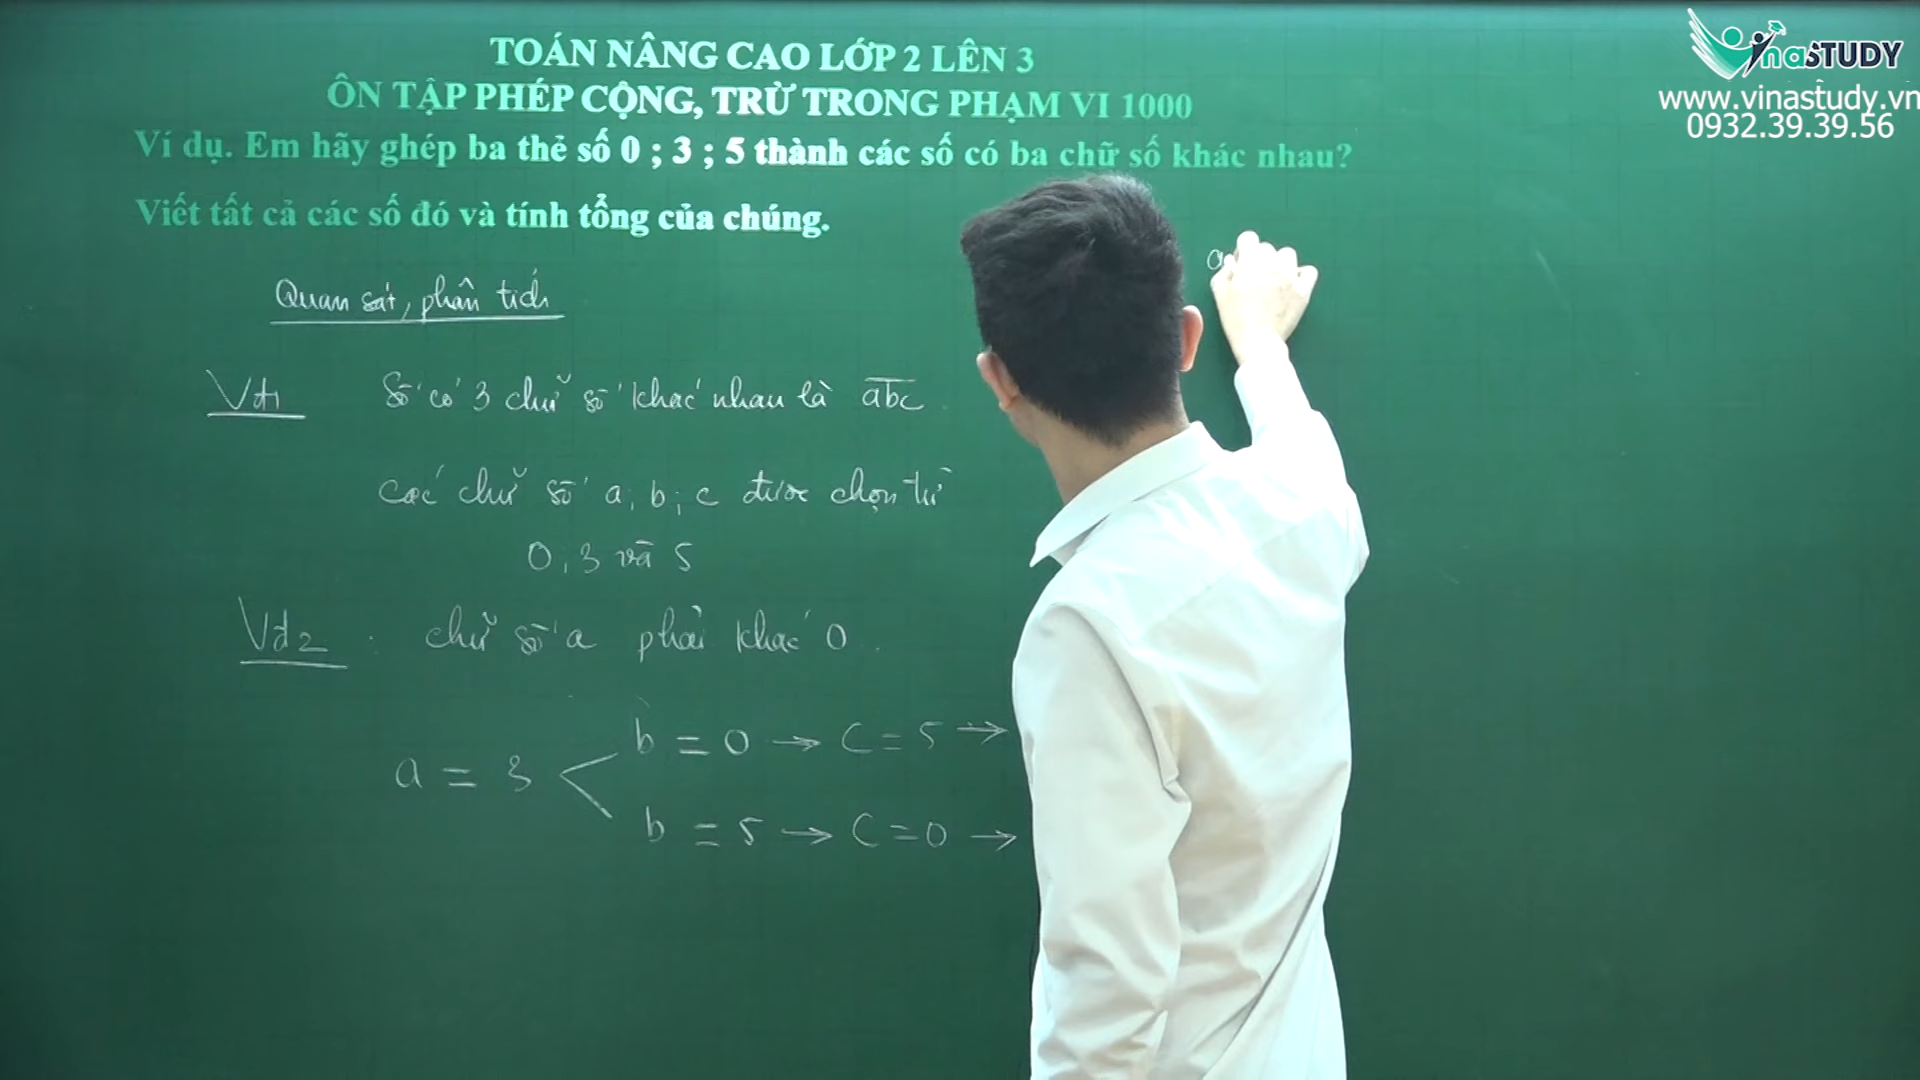 TOÁN NÂNG CAO LỚP 2 LÊN 3
ÔN TẬP PHÉP CỘNG, TRỪ TRONG PHẠM VI 1000
Ví dụ. Em hãy ghép ba thẻ số 0 ; 3 ; 5 thành các số có ba chữ số khác nhau?
Viết tất cả các số đó và tính tổng của chúng.
VinaSTUDY
www.vinastudy.vn
0932.39.39.56
Quan sát, phân tích
Vđ1 Số có 3 chữ số khác nhau là abc
a
các chữ số a; b; c được chọn từ
0; 3 và 5
Vđ2 : chữ số a phải khác 0.
b = 0 → c = 5 →
a = 3
b = 5 → c = 0 →